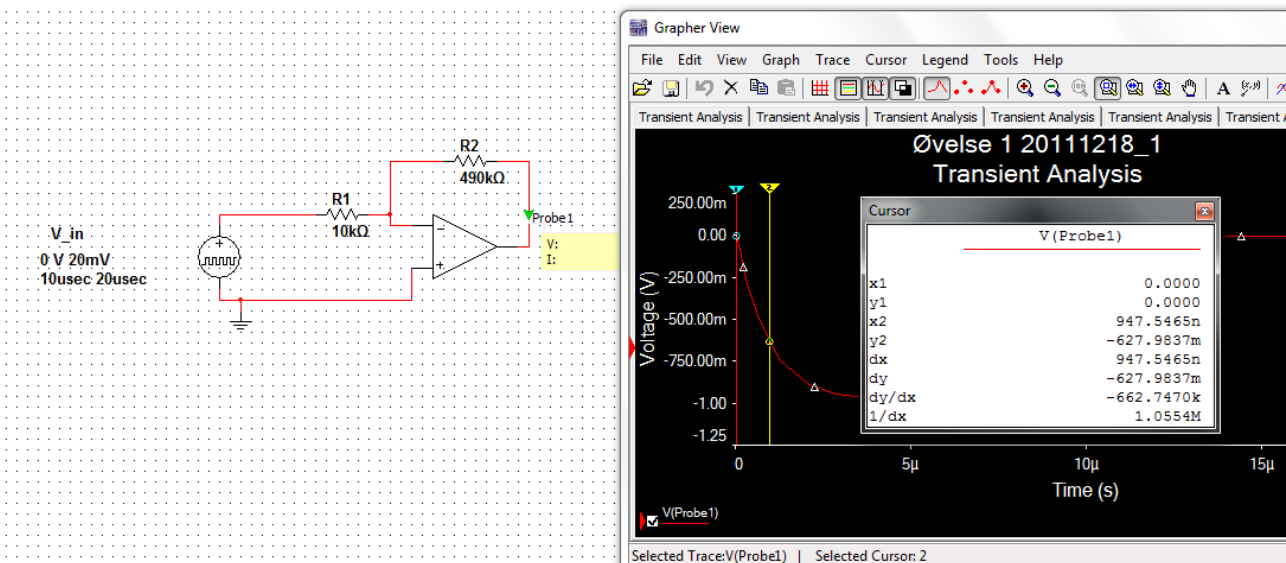 R2
490kΩ
R1
10kΩ
V_in
0 V 20mV
10usec 20usec
Probe1
V:
I:
Grapher View
File Edit View Graph Trace Cursor Legend Tools Help
Transient Analysis Transient Analysis Transient Analysis Transient Analysis Transient Analysis Transient
Øvelse 1 20111218_1
Transient Analysis
1 2
Voltage (V)
250.00m
0.00
-250.00m
-500.00m
-750.00m
-1.00
-1.25
Cursor
V(Probe1)
x1 0.0000
y1 0.0000
x2 947.5465n
y2 -627.9837m
dx 947.5465n
dy -627.9837m
dy/dx -662.7470k
1/dx 1.0554M
0 5µ 10µ 15µ
Time (s)
V(Probe1)
Selected Trace:V(Probe1) | Selected Cursor: 2